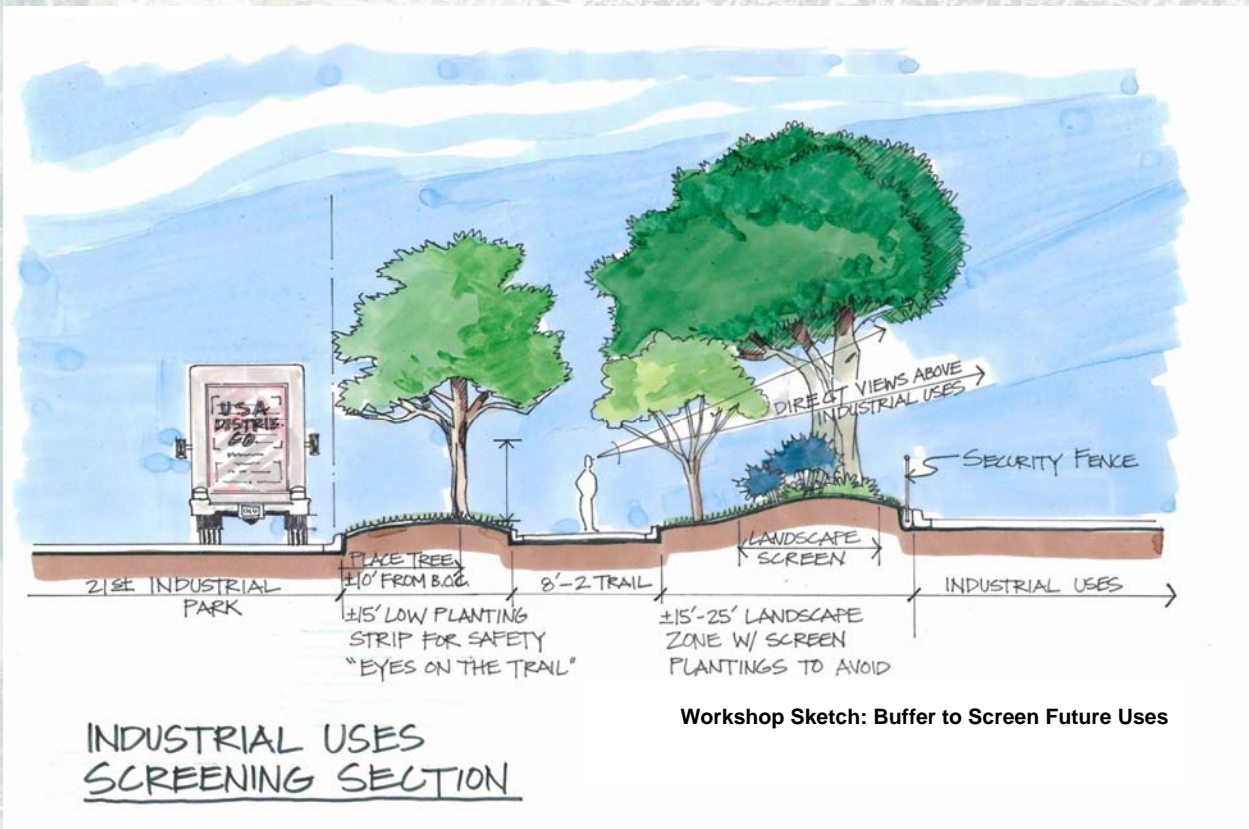 USA
DISTRIB.
CO.
DIRECT VIEWS ABOVE
INDUSTRIAL USES
SECURITY FENCE
LANDSCAPE
SCREEN
PLACE TREE
±10' FROM B.O.C.
21st INDUSTRIAL
PARK
8'-2 TRAIL
INDUSTRIAL USES
±15' LOW PLANTING
STRIP FOR SAFETY
"EYES ON THE TRAIL"
±15'-25' LANDSCAPE
ZONE W/ SCREEN
PLANTINGS TO AVOID
Workshop Sketch: Buffer to Screen Future Uses
INDUSTRIAL USES
SCREENING SECTION